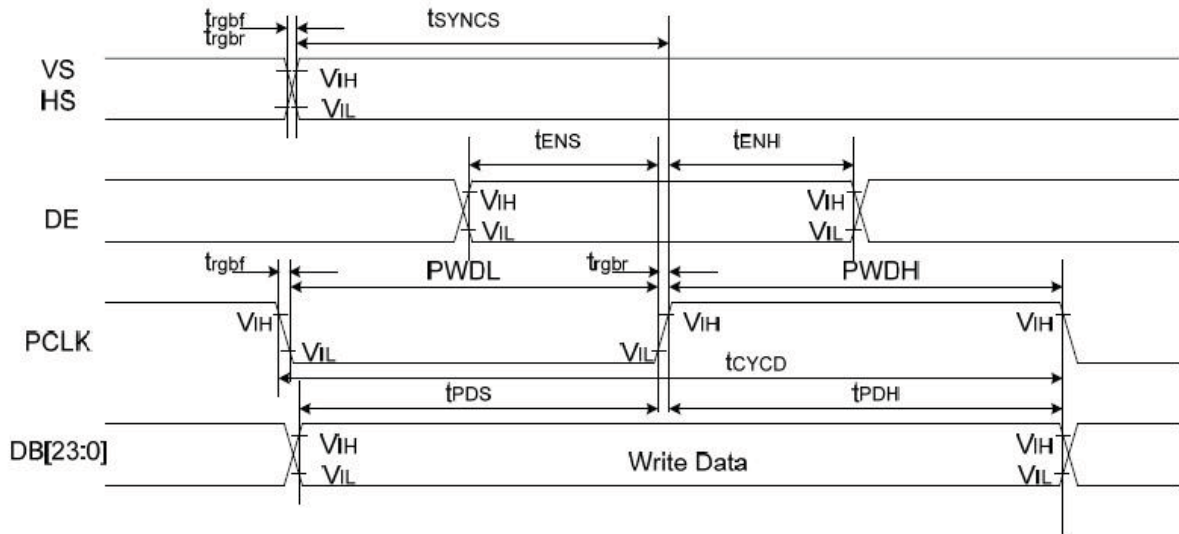 trgbf
trgbr
tSYNCS
VS
HS
VIH
VIL
tENS
tENH
DE
VIH
VIL
VIH
VIL
trgbf
PWDL
trgbr
PWDH
PCLK
VIH
VIL
VIL
VIH
VIH
tCYCD
tPDS
tPDH
DB[23:0]
VIH
VIL
Write Data
VIH
VIL